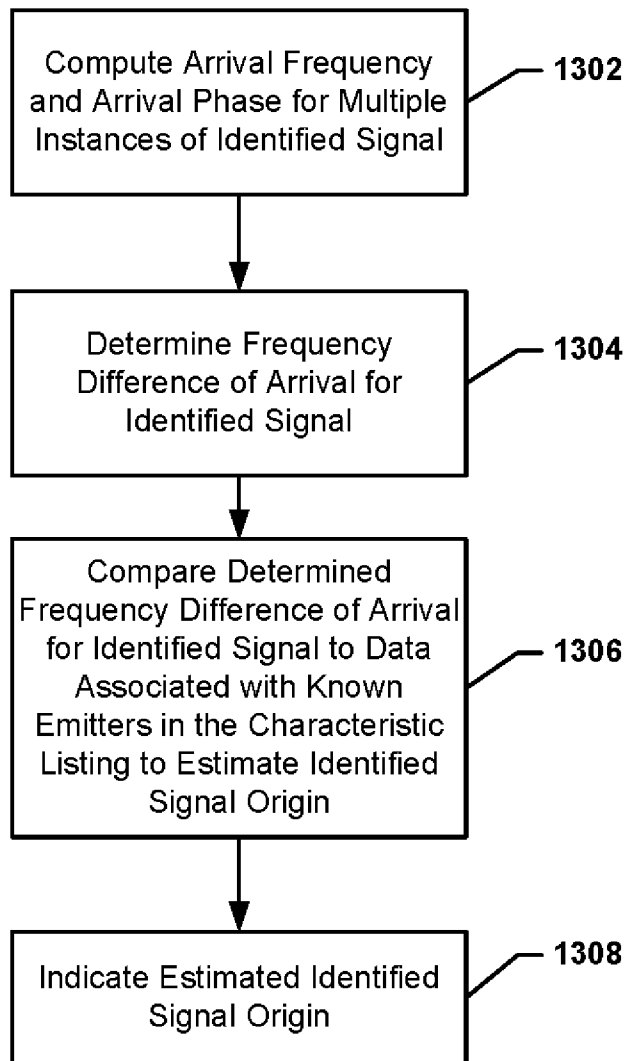 Compute Arrival Frequency
and Arrival Phase for Multiple
Instances of Identified Signal
1302
Determine Frequency
Difference of Arrival for
Identified Signal
1304
Compare Determined
Frequency Difference of Arrival
for Identified Signal to Data
Associated with Known
Emitters in the Characteristic
Listing to Estimate Identified
Signal Origin
1306
Indicate Estimated Identified
Signal Origin
1308